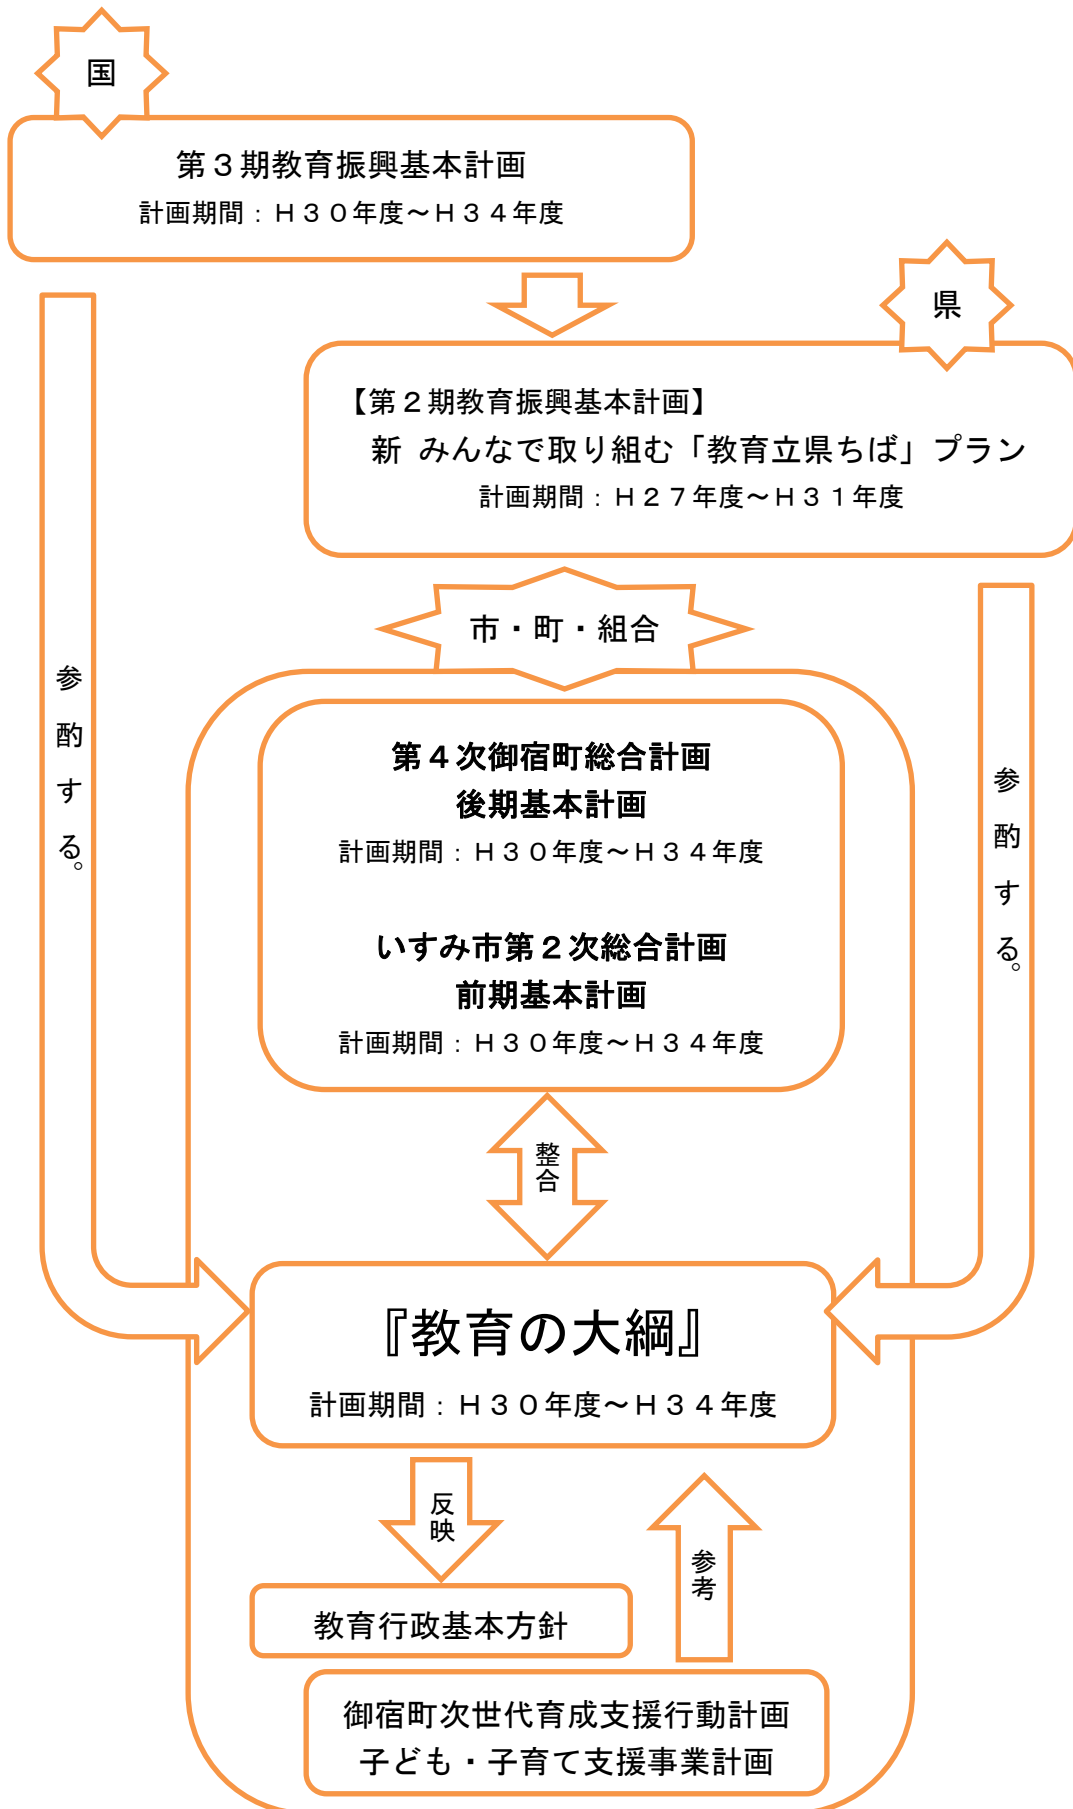 国
第３期教育振興基本計画
計画期間：Ｈ３０年度～Ｈ３４年度
県
【第２期教育振興基本計画】
新 みんなで取り組む「教育立県ちば」プラン
計画期間：Ｈ２７年度～Ｈ３１年度
市・町・組合
参酌する。
参酌する。
第４次御宿町総合計画
後期基本計画
計画期間：Ｈ３０年度～Ｈ３４年度
いすみ市第２次総合計画
前期基本計画
計画期間：Ｈ３０年度～Ｈ３４年度
整合
『教育の大綱』
計画期間：Ｈ３０年度～Ｈ３４年度
反映
参考
教育行政基本方針
御宿町次世代育成支援行動計画
子ども・子育て支援事業計画